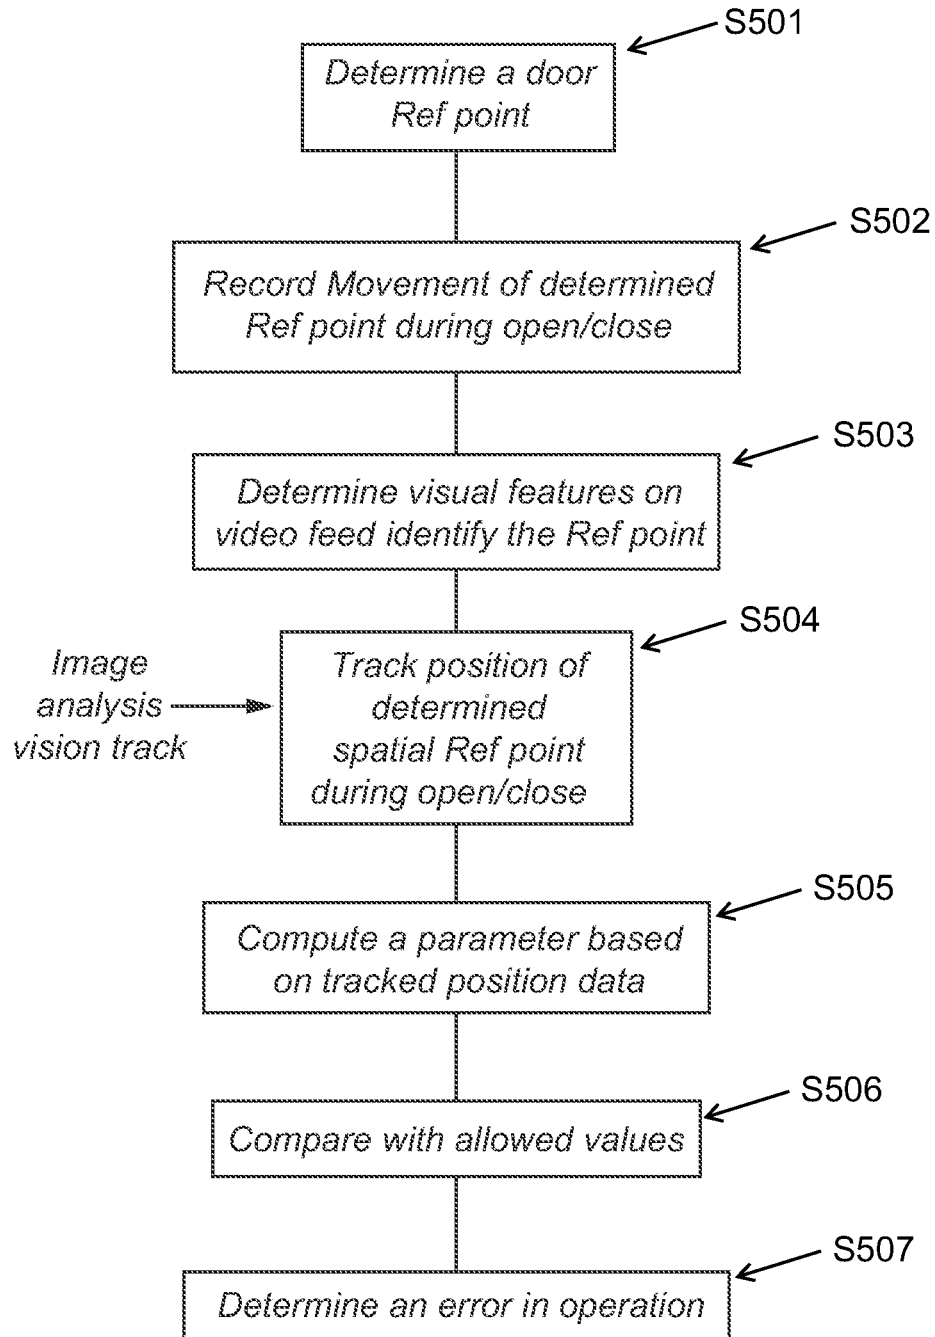 S501
Determine a door
Ref point
S502
Record Movement of determined
Ref point during open/close
S503
Determine visual features on
video feed identify the Ref point
S504
Image
analysis
vision track
Track position of
determined
spatial Ref point
during open/close
S505
Compute a parameter based
on tracked position data
S506
Compare with allowed values
S507
Determine an error in operation